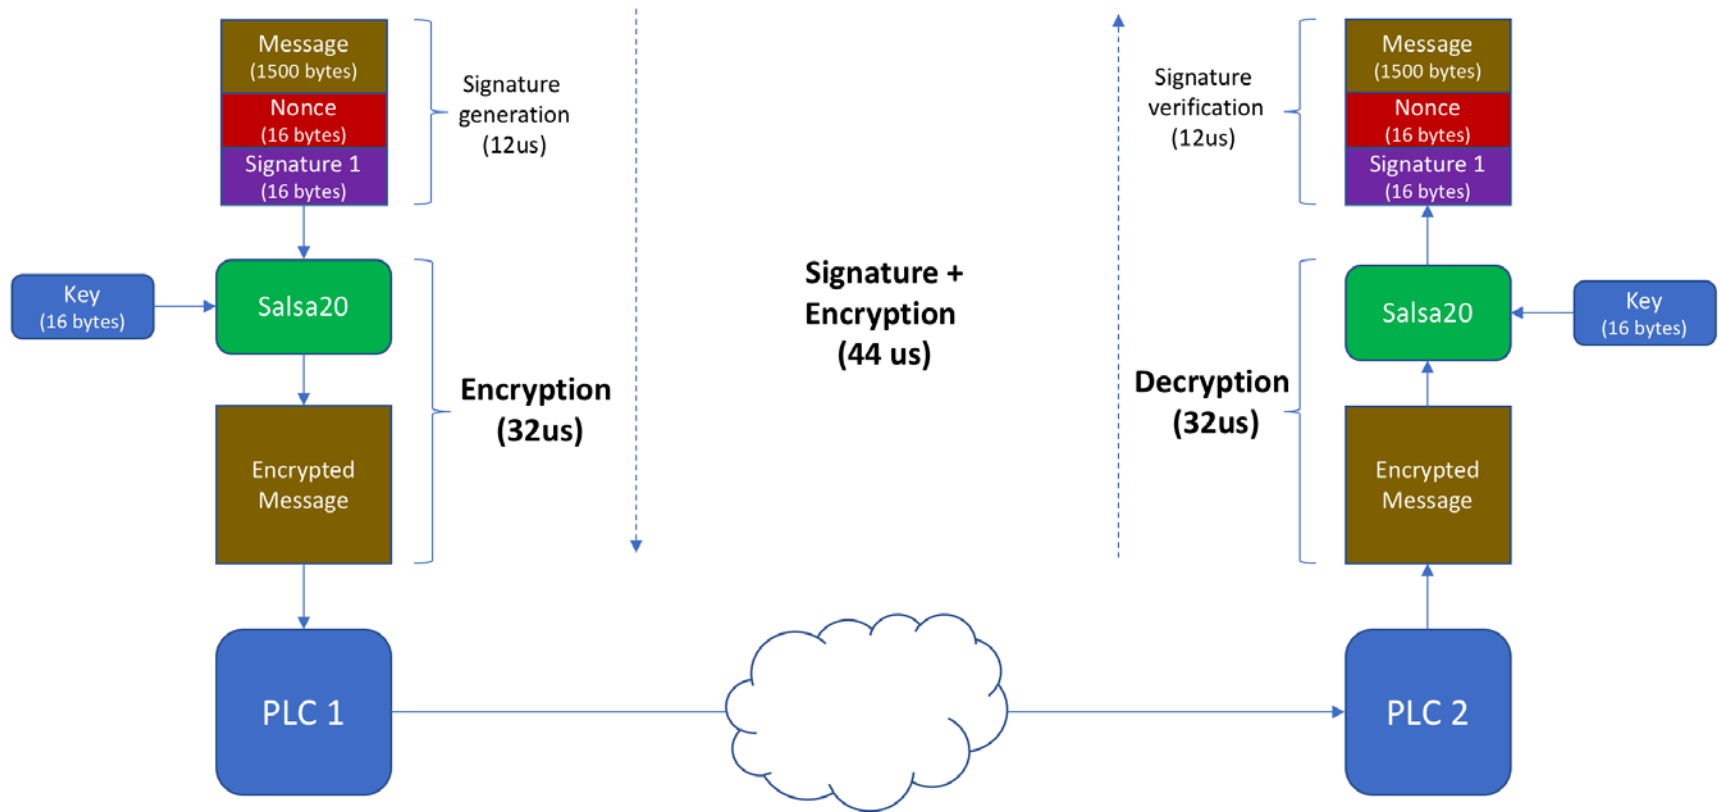 Message
(1500 bytes)
Nonce
(16 bytes)
Signature 1
(16 bytes)
Signature
generation
(12us)
Key
(16 bytes)
Salsa20
Encryption
(32us)
Encrypted
Message
PLC 1
Signature +
Encryption
(44 us)
Message
(1500 bytes)
Nonce
(16 bytes)
Signature 1
(16 bytes)
Signature
verification
(12us)
Salsa20
Key
(16 bytes)
Decryption
(32us)
Encrypted
Message
PLC 2